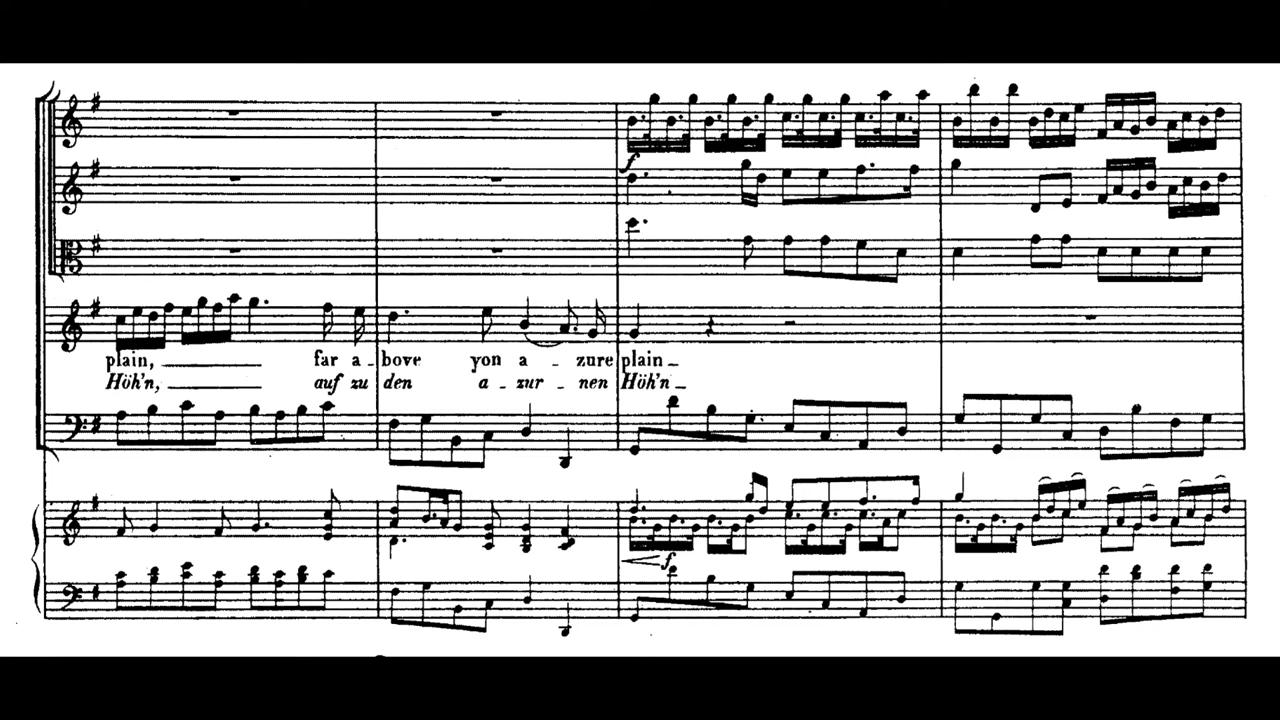 f
plain, far a-bove yon a-zure plain-
Höh'n, auf zu den a-zur-nen Höh'n-
f